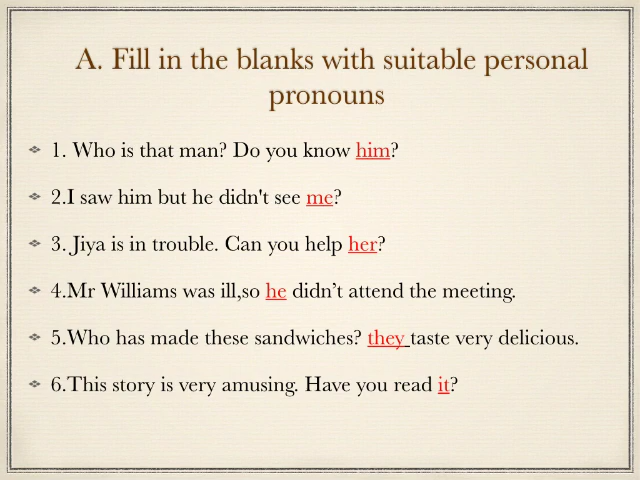 A. Fill in the blanks with suitable personal
pronouns
1. Who is that man? Do you know him?
2.I saw him but he didn't see me?
3. Jiya is in trouble. Can you help her?
4.Mr Williams was ill,so he didn’t attend the meeting.
5.Who has made these sandwiches? they taste very delicious.
6.This story is very amusing. Have you read it?